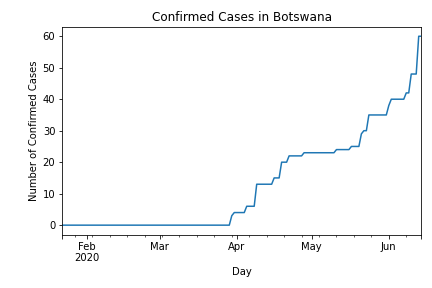 Confirmed Cases in Botswana
Number of Confirmed Cases
60
50
40
30
20
10
0
Feb
2020
Mar
Apr
May
Jun
Day